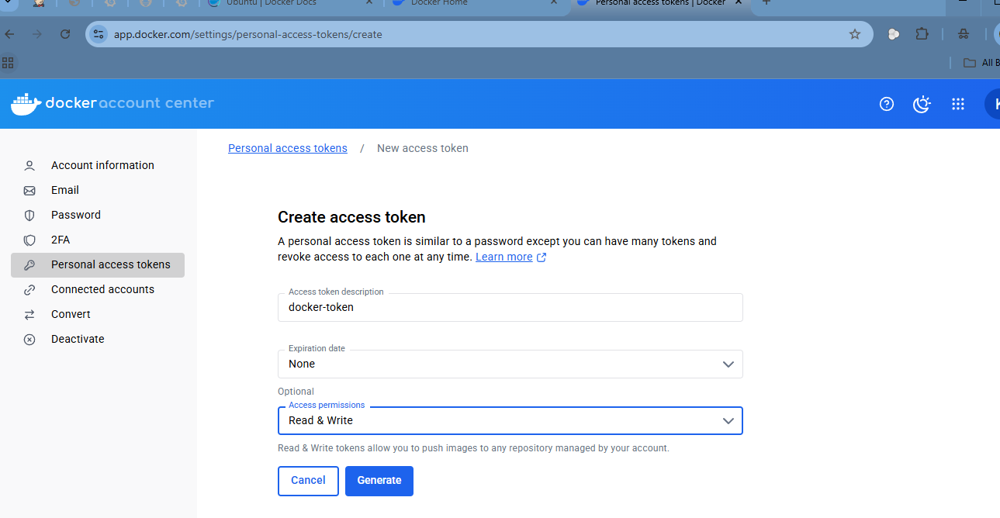 Ubuntu | Docker Docs
Docker Home
Personal access tokens | Docker
app.docker.com/settings/personal-access-tokens/create
All B
docker account center
K
Personal access tokens / New access token
Account information
Email
Password
2FA
Personal access tokens
Connected accounts
Convert
Deactivate
Create access token
A personal access token is similar to a password except you can have many tokens and
revoke access to each one at any time. Learn more
Access token description
docker-token
Expiration date
None
Optional
Access permissions
Read & Write
Read & Write tokens allow you to push images to any repository managed by your account.
Cancel
Generate